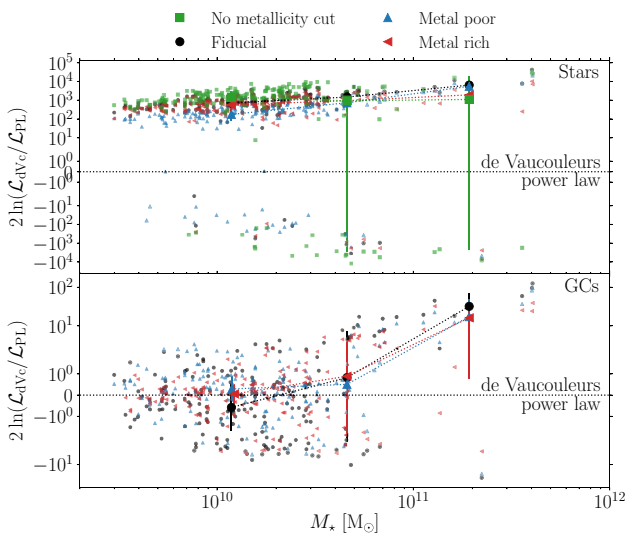 No metallicity cut
Metal poor
Fiducial
Metal rich
10^5
10^4
10^3
10^2
10^1
10^0
0
−10^0
−10^1
−10^2
−10^3
−10^4
2 ln(𝓛_dVc/𝓛_PL)
Stars
de Vaucouleurs
power law
10^2
10^1
10^0
0
−10^0
−10^1
2 ln(𝓛_dVc/𝓛_PL)
GCs
de Vaucouleurs
power law
10^10
10^11
10^12
M⋆ [M⊙]